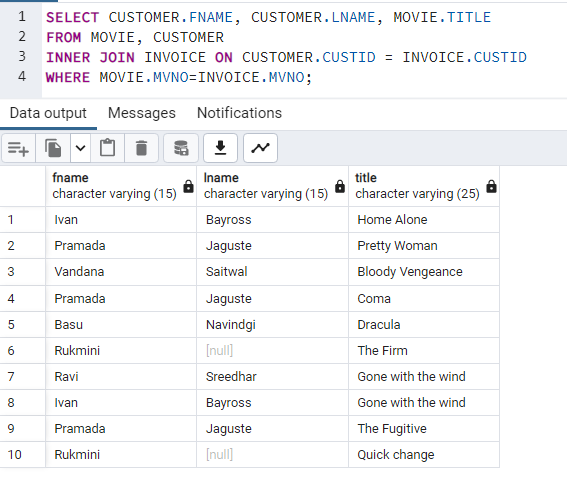 1 SELECT CUSTOMER.FNAME, CUSTOMER.LNAME, MOVIE.TITLE
2 FROM MOVIE, CUSTOMER
3 INNER JOIN INVOICE ON CUSTOMER.CUSTID = INVOICE.CUSTID
4 WHERE MOVIE.MVNO=INVOICE.MVNO;
Data output Messages Notifications
fname lname title
character varying (15) character varying (15) character varying (25)
1 Ivan Bayross Home Alone
2 Pramada Jaguste Pretty Woman
3 Vandana Saitwal Bloody Vengeance
4 Pramada Jaguste Coma
5 Basu Navindgi Dracula
6 Rukmini [null] The Firm
7 Ravi Sreedhar Gone with the wind
8 Ivan Bayross Gone with the wind
9 Pramada Jaguste The Fugitive
10 Rukmini [null] Quick change